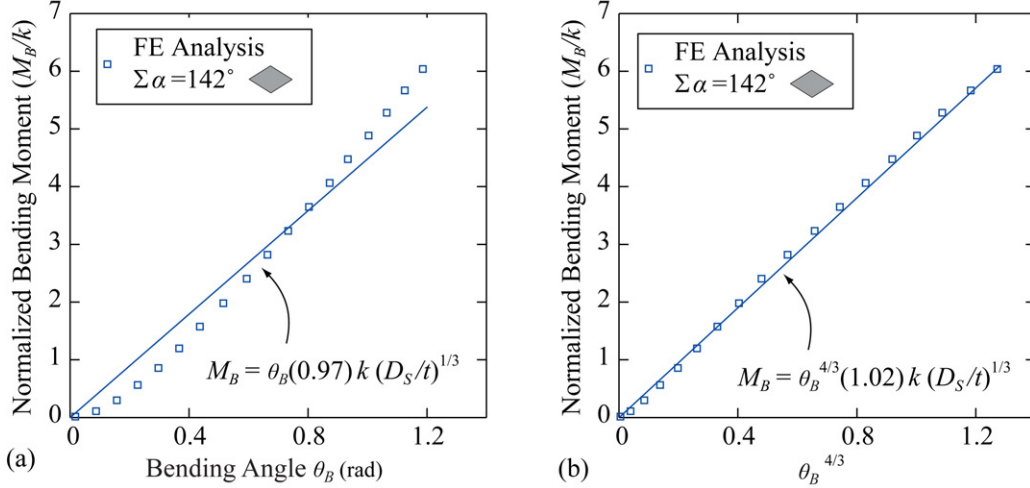 Normalized Bending Moment (M_B/k)
7
6
5
4
3
2
1
0
FE Analysis
Σα=142°
M_B = θ_B(0.97) k (D_S/t)^1/3
0
0.4
0.8
1.2
Bending Angle θ_B (rad)
(a)
Normalized Bending Moment (M_B/k)
7
6
5
4
3
2
1
0
FE Analysis
Σα=142°
M_B = θ_B^4/3(1.02) k (D_S/t)^1/3
0
0.4
0.8
1.2
θ_B^4/3
(b)